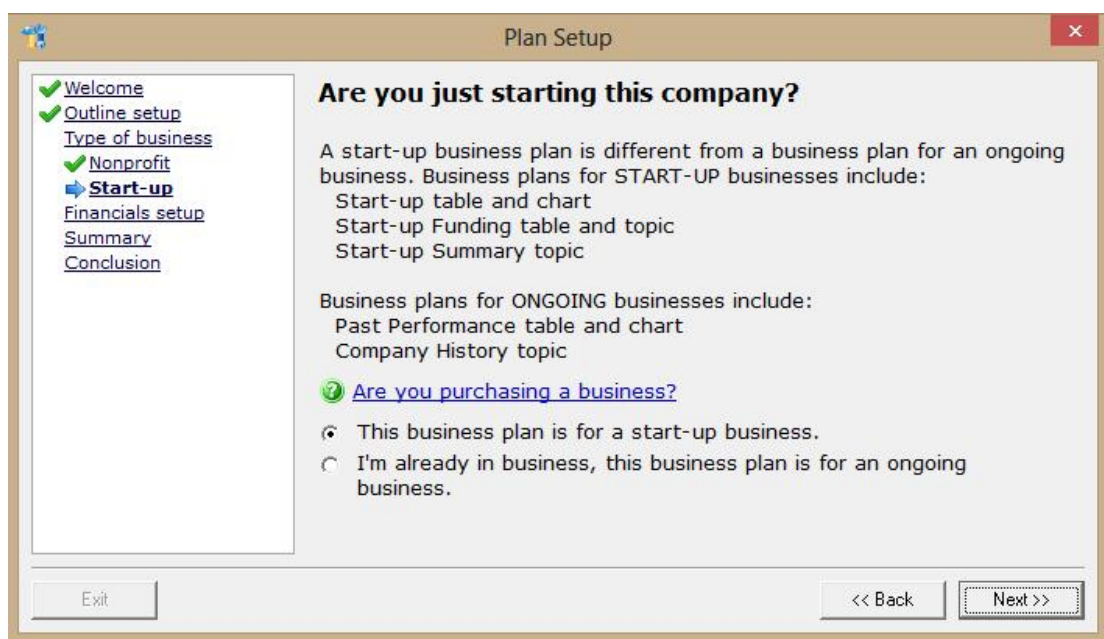 Plan Setup
Welcome
Outline setup
Type of business
Nonprofit
Start-up
Financials setup
Summary
Conclusion
Are you just starting this company?
A start-up business plan is different from a business plan for an ongoing
business. Business plans for START-UP businesses include:
Start-up table and chart
Start-up Funding table and topic
Start-up Summary topic
Business plans for ONGOING businesses include:
Past Performance table and chart
Company History topic
Are you purchasing a business?
This business plan is for a start-up business.
I'm already in business, this business plan is for an ongoing
business.
Exit
<< Back
Next >>